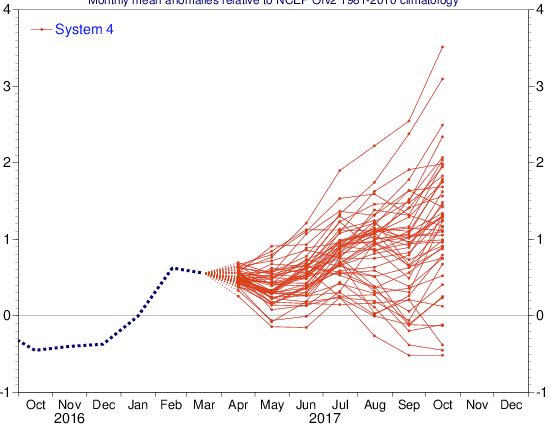 Monthly mean anomalies relative to NCEP OIv2 1981-2010 climatology
4 4
System 4
3 3
2 2
1 1
0 0
-1 -1
Oct Nov Dec Jan Feb Mar Apr May Jun Jul Aug Sep Oct Nov Dec
2016 2017